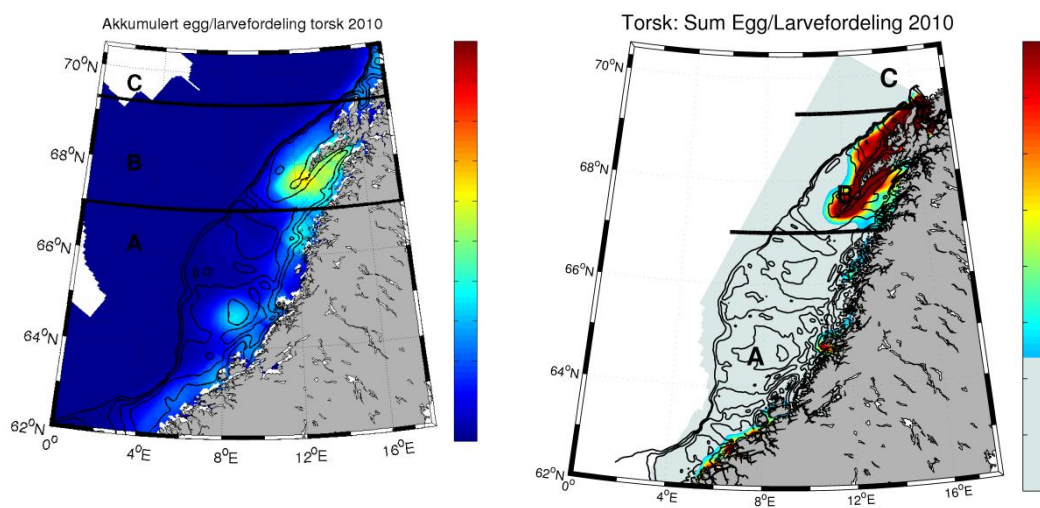 Akkumulert egg/larvefordeling torsk 2010
70°N
C
68°N
B
66°N
A
64°N
62°N
0°
4°E
8°E
12°E
16°E
Torsk: Sum Egg/Larvefordeling 2010
70°N
C
68°N
B
66°N
64°N
A
62°N
0°
4°E
8°E
12°E
16°E